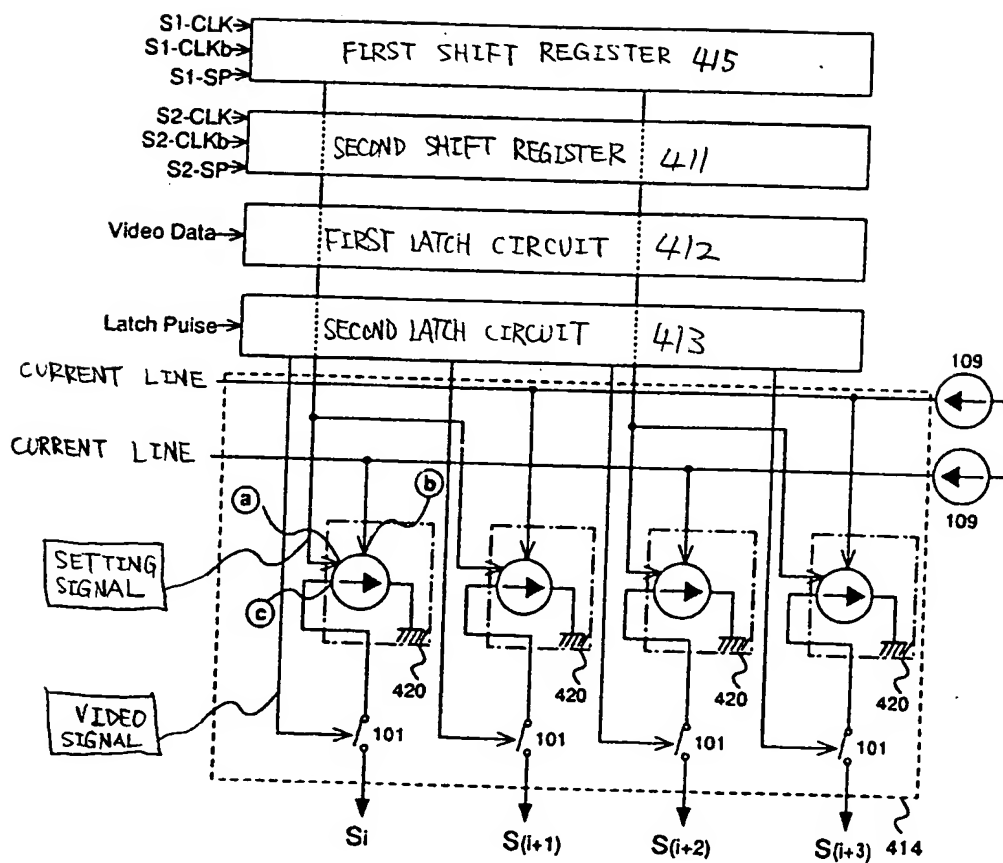 S1-CLK
S1-CLKb
S1-SP
FIRST SHIFT REGISTER 415
S2-CLK
S2-CLKb
S2-SP
SECOND SHIFT REGISTER 411
Video Data
FIRST LATCH CIRCUIT 412
Latch Pulse
SECOND LATCH CIRCUIT 413
CURRENT LINE
109
CURRENT LINE
109
a
b
SETTING
SIGNAL
c
420
420
420
420
VIDEO
SIGNAL
101
101
101
101
Si
S(i+1)
S(i+2)
S(i+3)
414